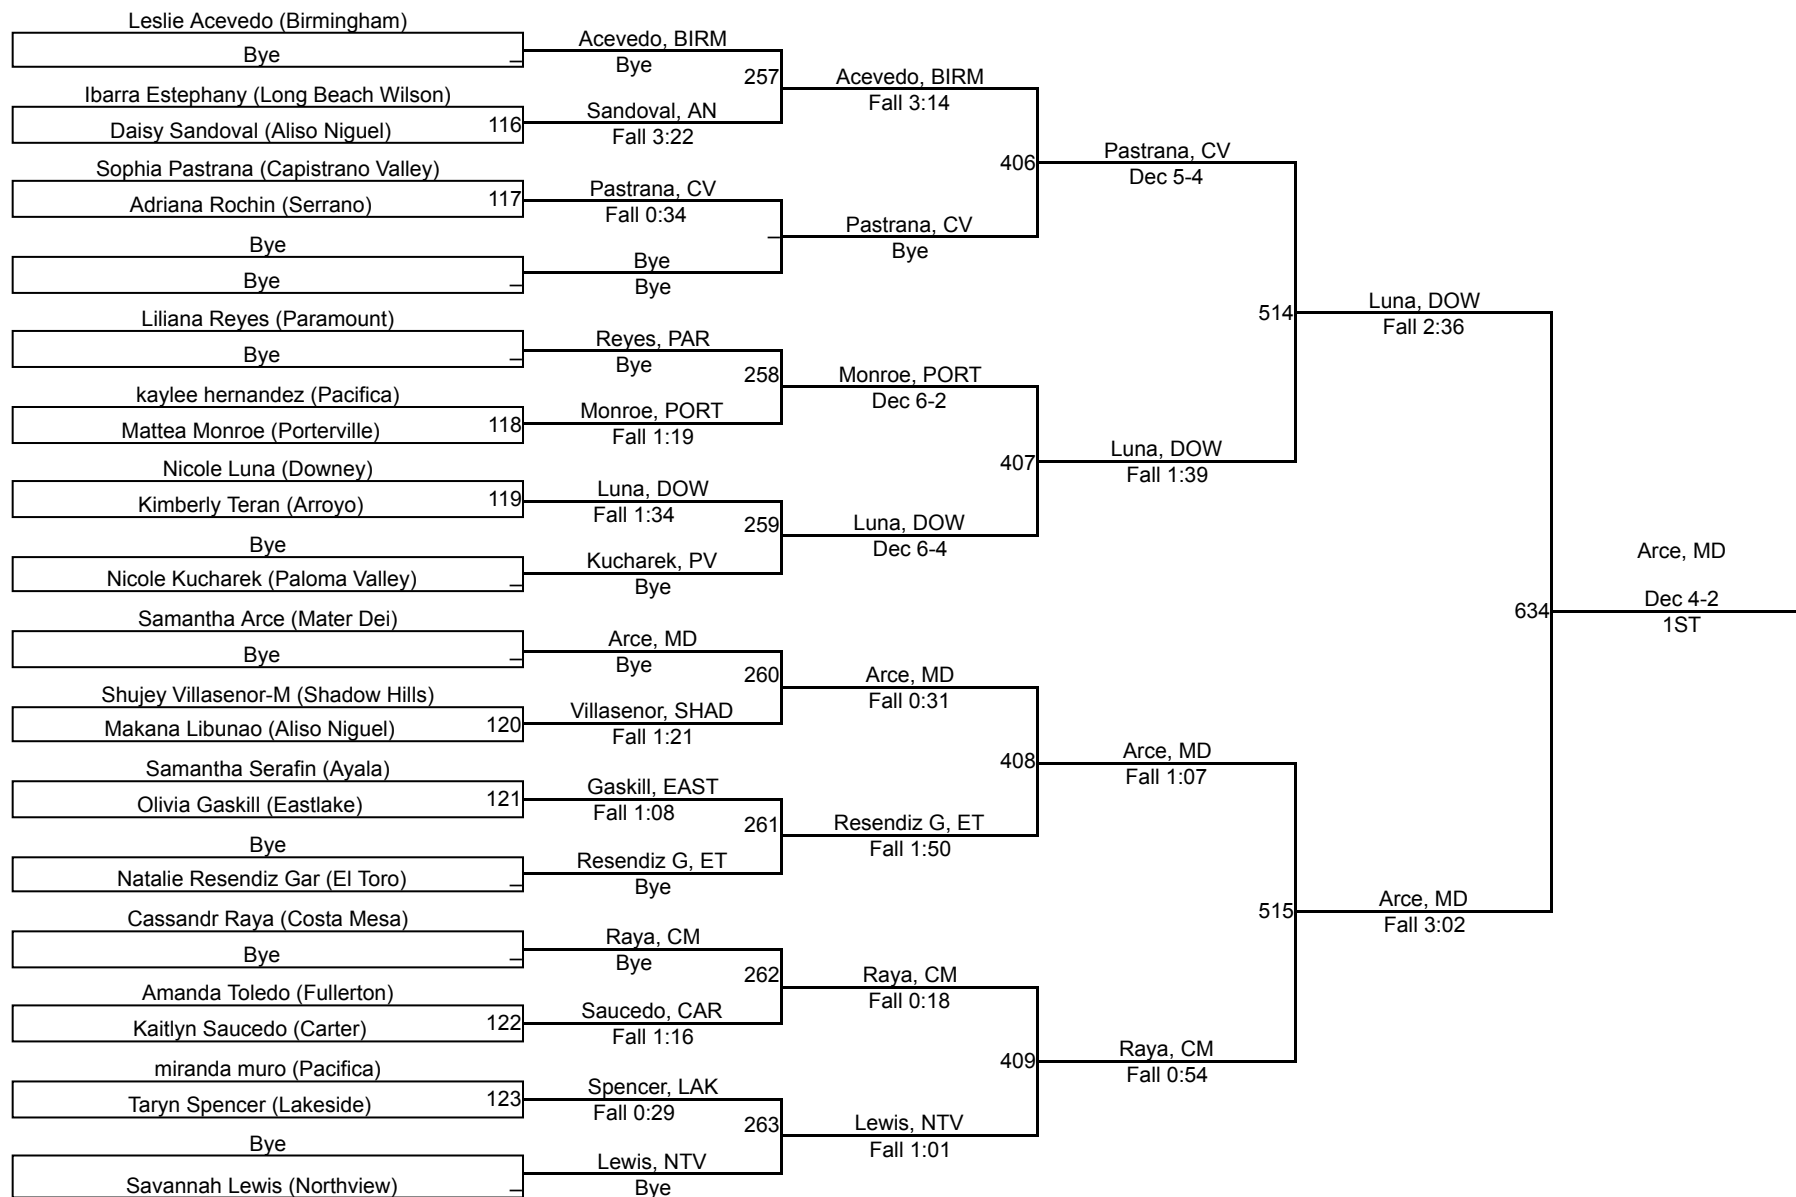 Leslie Acevedo (Birmingham)
Bye
_
Acevedo, BIRM
Bye
257
Ibarra Estephany (Long Beach Wilson)
Daisy Sandoval (Aliso Niguel)
116
Sandoval, AN
Fall 3:22
Acevedo, BIRM
Fall 3:14
406
Sophia Pastrana (Capistrano Valley)
Adriana Rochin (Serrano)
117
Pastrana, CV
Fall 0:34
_
Bye
Bye
_
Bye
Bye
Pastrana, CV
Bye
Pastrana, CV
Dec 5-4
514
Liliana Reyes (Paramount)
Bye
_
Reyes, PAR
Bye
258
kaylee hernandez (Pacifica)
Mattea Monroe (Porterville)
118
Monroe, PORT
Fall 1:19
Monroe, PORT
Dec 6-2
407
Nicole Luna (Downey)
Kimberly Teran (Arroyo)
119
Luna, DOW
Fall 1:34
259
Bye
Nicole Kucharek (Paloma Valley)
_
Kucharek, PV
Bye
Luna, DOW
Dec 6-4
Luna, DOW
Fall 1:39
Luna, DOW
Fall 2:36
634
Samantha Arce (Mater Dei)
Bye
_
Arce, MD
Bye
260
Shujey Villasenor-M (Shadow Hills)
Makana Libunao (Aliso Niguel)
120
Villasenor, SHAD
Fall 1:21
Arce, MD
Fall 0:31
408
Samantha Serafin (Ayala)
Olivia Gaskill (Eastlake)
121
Gaskill, EAST
Fall 1:08
261
Bye
Natalie Resendiz Gar (El Toro)
_
Resendiz G, ET
Bye
Resendiz G, ET
Fall 1:50
Arce, MD
Fall 1:07
515
Cassandr Raya (Costa Mesa)
Bye
_
Raya, CM
Bye
262
Amanda Toledo (Fullerton)
Kaitlyn Saucedo (Carter)
122
Saucedo, CAR
Fall 1:16
Raya, CM
Fall 0:18
409
miranda muro (Pacifica)
Taryn Spencer (Lakeside)
123
Spencer, LAK
Fall 0:29
263
Bye
Savannah Lewis (Northview)
_
Lewis, NTV
Bye
Lewis, NTV
Fall 1:01
Raya, CM
Fall 0:54
Arce, MD
Fall 3:02
Arce, MD
Dec 4-2
1ST